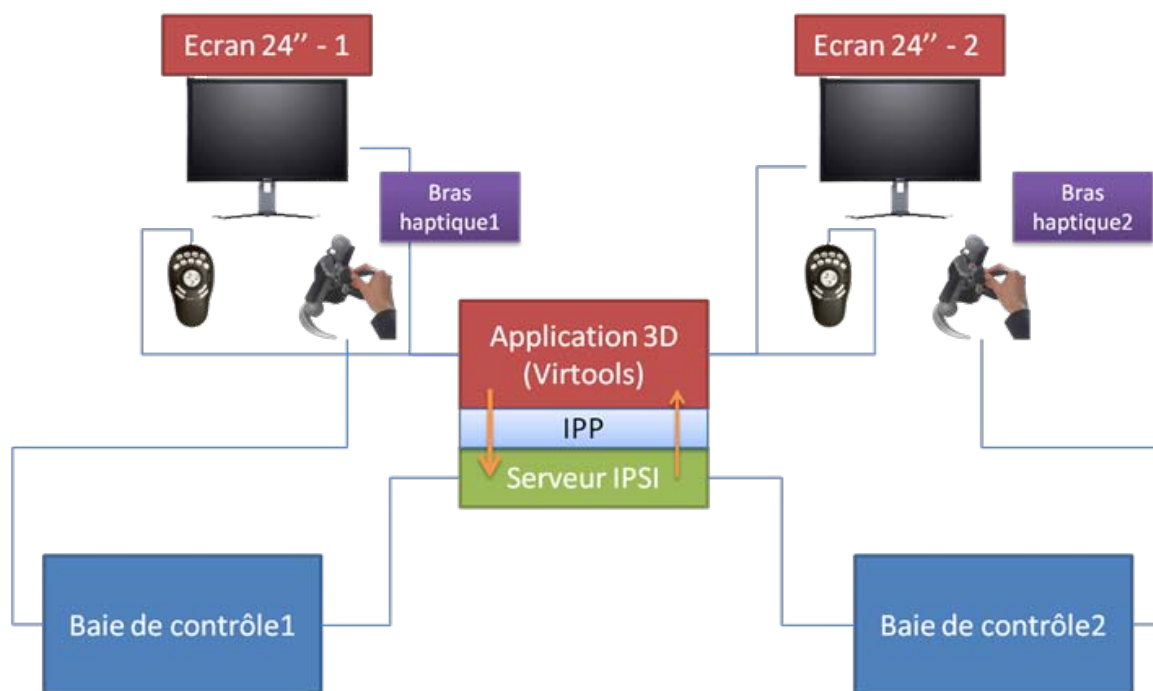 Ecran 24’’ - 1
Ecran 24’’ - 2
Bras
haptique1
Bras
haptique2
Application 3D
(Virtools)
IPP
Serveur IPSI
Baie de contrôle1
Baie de contrôle2